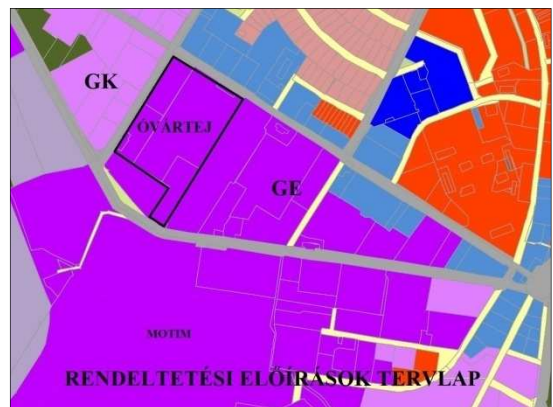 GK
ÓVÁRTEJ
GE
MOTIM
RENDELTETÉSI ELŐÍRÁSOK TERVLAP